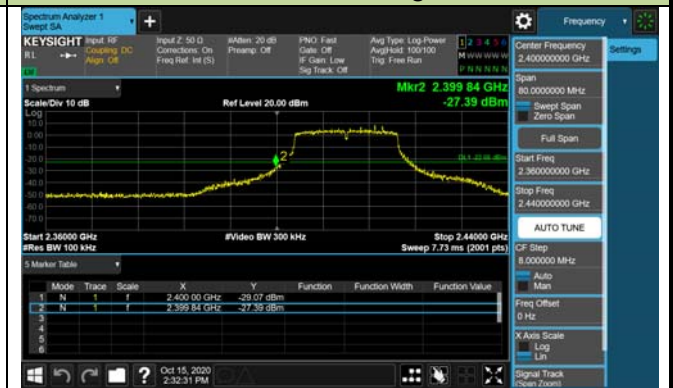 Spectrum Analyzer 1
Swept SA
Frequency
KEYSIGHT Input: RF
R L
Coupling: DC
Align: Off
Input Z: 50 Ω
Corrections: On
Freq Ref: Int (S)
#Atten: 20 dB
Preamp: Off
PNO: Fast
Gate: Off
IF Gain: Low
Sig Track: Off
Avg Type: Log-Power
Avg|Hold: 100/100
Trig: Free Run
1 2 3 4 5 6
M W W W W W
P N N N N N
Center Frequency
2.400000000 GHz
Settings
Span
80.0000000 MHz
Swept Span
Zero Span
Full Span
Start Freq
2.360000000 GHz
Stop Freq
2.440000000 GHz
AUTO TUNE
CF Step
8.000000 MHz
Auto
Man
Freq Offset
0 Hz
X Axis Scale
Log
Lin
Signal Track
(Span Zoom)
1 Spectrum
Scale/Div 10 dB
Ref Level 20.00 dBm
Mkr2 2.399 84 GHz
-27.39 dBm
Log
10.0
0.00
-10.0
-20.0
-30.0
-40.0
-50.0
-60.0
-70.0
2
Start 2.36000 GHz
#Res BW 100 kHz
#Video BW 300 kHz
Stop 2.44000 GHz
Sweep 7.73 ms (2001 pts)
5 Marker Table
Mode Trace Scale X Y Function Function Width Function Value
1 N 1 f 2.400 00 GHz -29.07 dBm
2 N 1 f 2.399 84 GHz -27.39 dBm
3
4
5
6
?
Oct 15, 2020
2:32:31 PM